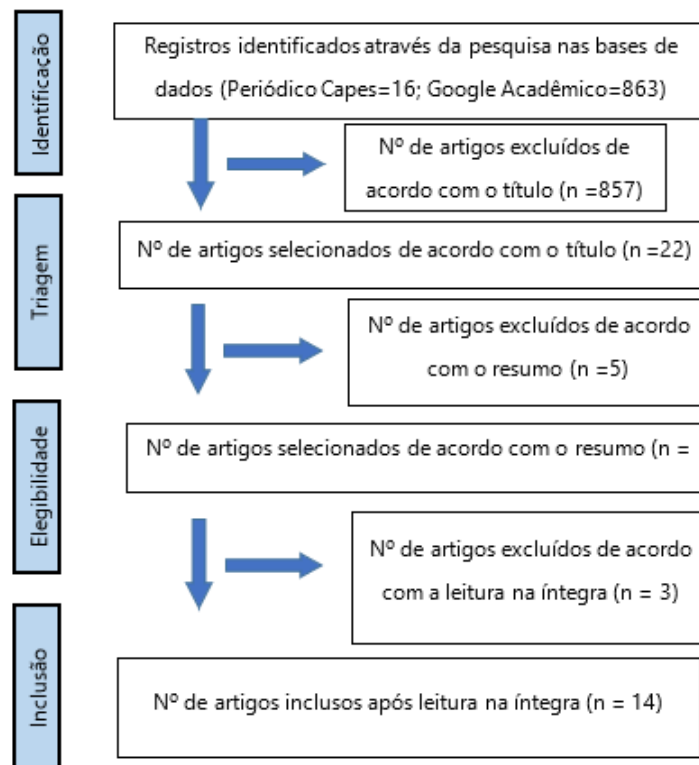 Identificação
Registros identificados através da pesquisa nas bases de
dados (Periódico Capes=16; Google Acadêmico=863)
Nº de artigos excluídos de
acordo com o título (n =857)
Triagem
Nº de artigos selecionados de acordo com o título (n =22)
Nº de artigos excluídos de acordo
com o resumo (n =5)
Elegibilidade
Nº de artigos selecionados de acordo com o resumo (n =
Nº de artigos excluídos de acordo
com a leitura na íntegra (n = 3)
Inclusão
Nº de artigos inclusos após leitura na íntegra (n = 14)